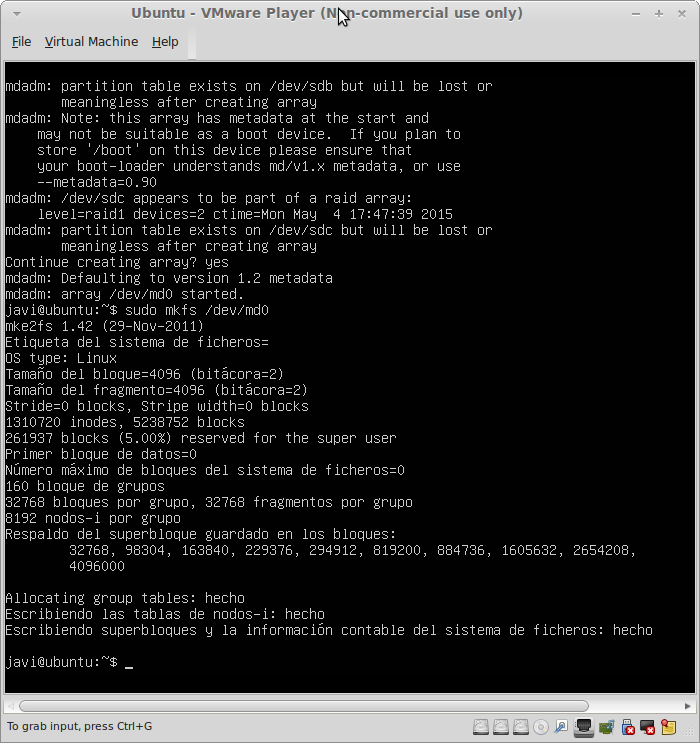 Ubuntu - VMware Player (Non-commercial use only)
File Virtual Machine Help
mdadm: partition table exists on /dev/sdb but will be lost or
meaningless after creating array
mdadm: Note: this array has metadata at the start and
may not be suitable as a boot device.  If you plan to
store '/boot' on this device please ensure that
your boot-loader understands md/v1.x metadata, or use
--metadata=0.90
mdadm: /dev/sdc appears to be part of a raid array:
level=raid1 devices=2 ctime=Mon May  4 17:47:39 2015
mdadm: partition table exists on /dev/sdc but will be lost or
meaningless after creating array
Continue creating array? yes
mdadm: Defaulting to version 1.2 metadata
mdadm: array /dev/md0 started.
javi@ubuntu:~$ sudo mkfs /dev/md0
mke2fs 1.42 (29-Nov-2011)
Etiqueta del sistema de ficheros=
OS type: Linux
Tamaño del bloque=4096 (bitácora=2)
Tamaño del fragmento=4096 (bitácora=2)
Stride=0 blocks, Stripe width=0 blocks
1310720 inodes, 5238752 blocks
261937 blocks (5.00%) reserved for the super user
Primer bloque de datos=0
Número máximo de bloques del sistema de ficheros=0
160 bloque de grupos
32768 bloques por grupo, 32768 fragmentos por grupo
8192 nodos-i por grupo
Respaldo del superbloque guardado en los bloques:
32768, 98304, 163840, 229376, 294912, 819200, 884736, 1605632, 2654208,
4096000
Allocating group tables: hecho
Escribiendo las tablas de nodos-i: hecho
Escribiendo superbloques y la información contable del sistema de ficheros: hecho
javi@ubuntu:~$ _
To grab input, press Ctrl+G